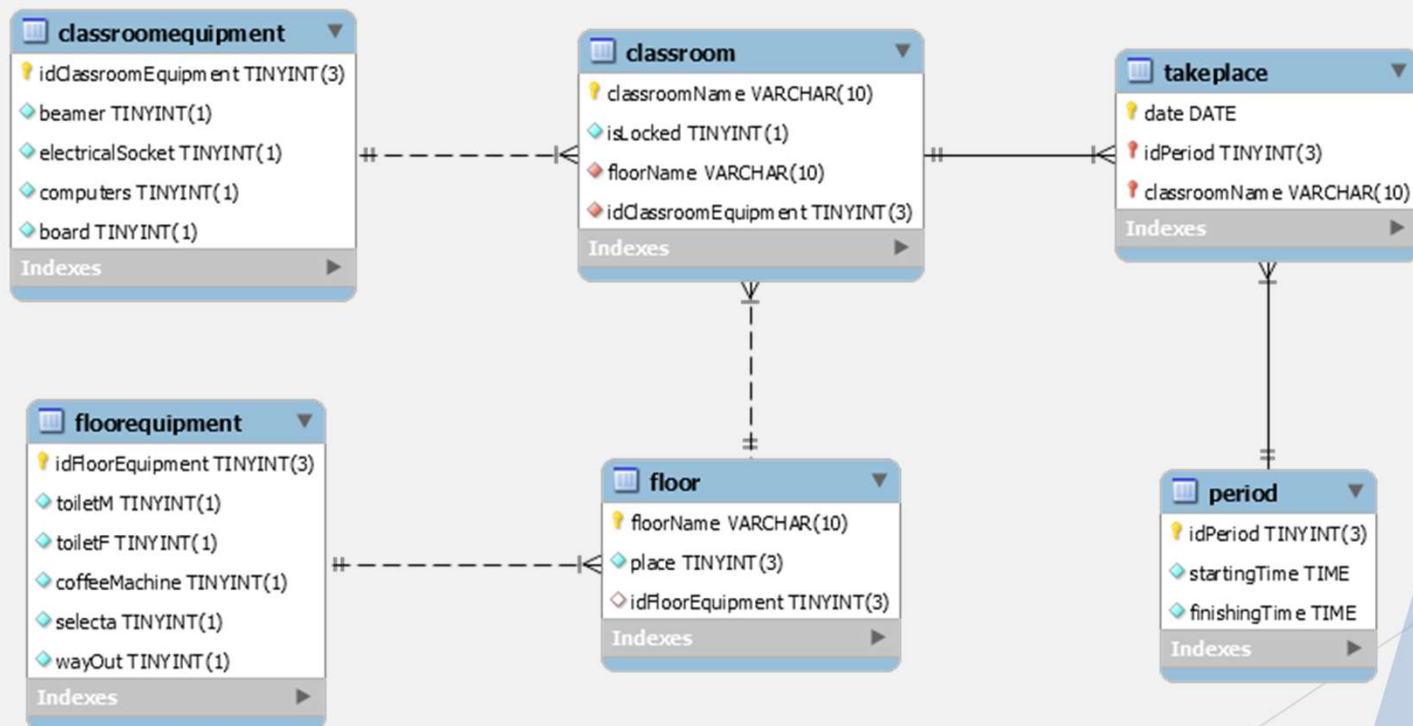 classroomequipment
idClassroomEquipment TINYINT(3)
beamer TINYINT(1)
electricalSocket TINYINT(1)
computers TINYINT(1)
board TINYINT(1)
Indexes
classroom
classroomName VARCHAR(10)
isLocked TINYINT(1)
floorName VARCHAR(10)
idClassroomEquipment TINYINT(3)
Indexes
takeplace
date DATE
idPeriod TINYINT(3)
classroomName VARCHAR(10)
Indexes
floorequipment
idFloorEquipment TINYINT(3)
toiletM TINYINT(1)
toiletF TINYINT(1)
coffeeMachine TINYINT(1)
selecta TINYINT(1)
wayOut TINYINT(1)
Indexes
floor
floorName VARCHAR(10)
place TINYINT(3)
idFloorEquipment TINYINT(3)
Indexes
period
idPeriod TINYINT(3)
startingTime TIME
finishingTime TIME
Indexes